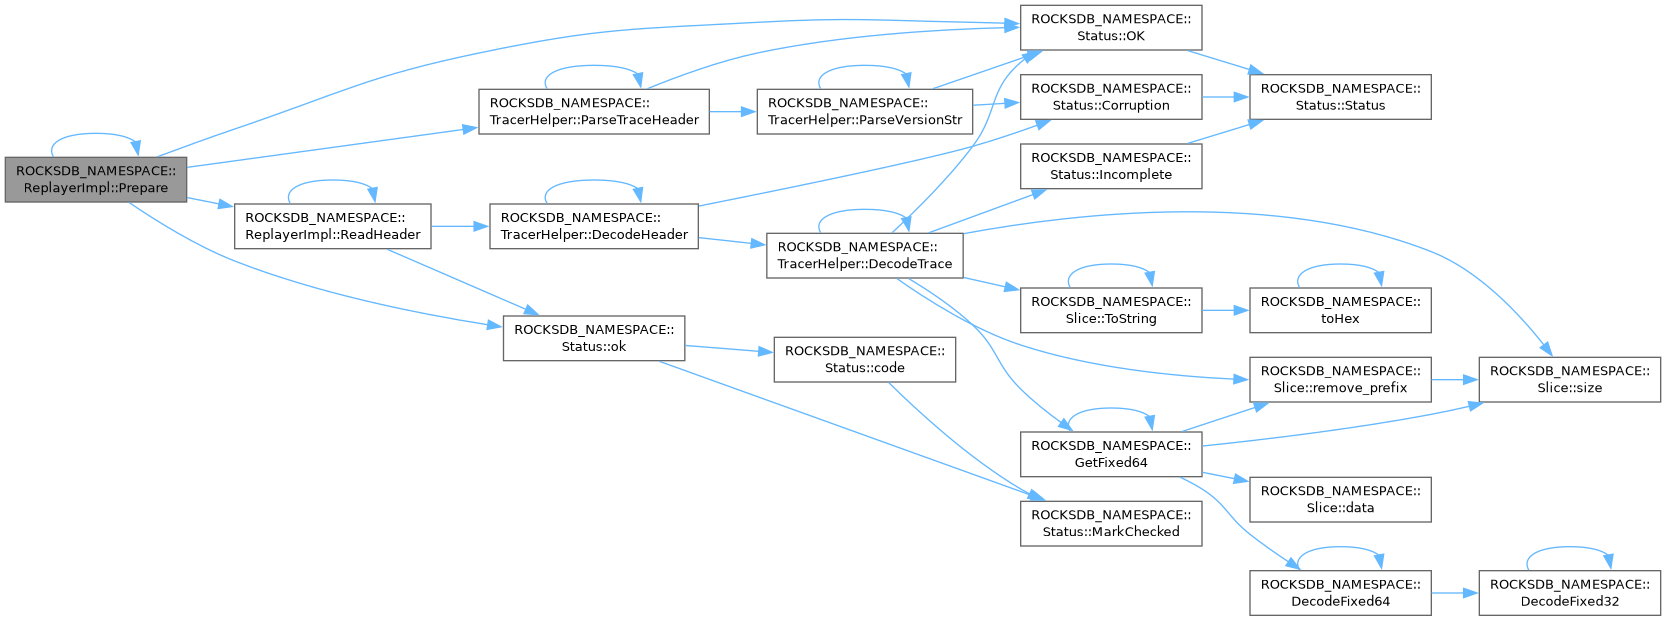 ROCKSDB_NAMESPACE::
ReplayerImpl::Prepare
ROCKSDB_NAMESPACE::
Status::OK
ROCKSDB_NAMESPACE::
Status::Status
ROCKSDB_NAMESPACE::
TracerHelper::ParseTraceHeader
ROCKSDB_NAMESPACE::
TracerHelper::ParseVersionStr
ROCKSDB_NAMESPACE::
Status::Corruption
ROCKSDB_NAMESPACE::
Status::Incomplete
ROCKSDB_NAMESPACE::
ReplayerImpl::ReadHeader
ROCKSDB_NAMESPACE::
TracerHelper::DecodeHeader
ROCKSDB_NAMESPACE::
TracerHelper::DecodeTrace
ROCKSDB_NAMESPACE::
Slice::ToString
ROCKSDB_NAMESPACE::
toHex
ROCKSDB_NAMESPACE::
Status::ok
ROCKSDB_NAMESPACE::
Status::code
ROCKSDB_NAMESPACE::
Slice::remove_prefix
ROCKSDB_NAMESPACE::
Slice::size
ROCKSDB_NAMESPACE::
GetFixed64
ROCKSDB_NAMESPACE::
Slice::data
ROCKSDB_NAMESPACE::
Status::MarkChecked
ROCKSDB_NAMESPACE::
DecodeFixed64
ROCKSDB_NAMESPACE::
DecodeFixed32